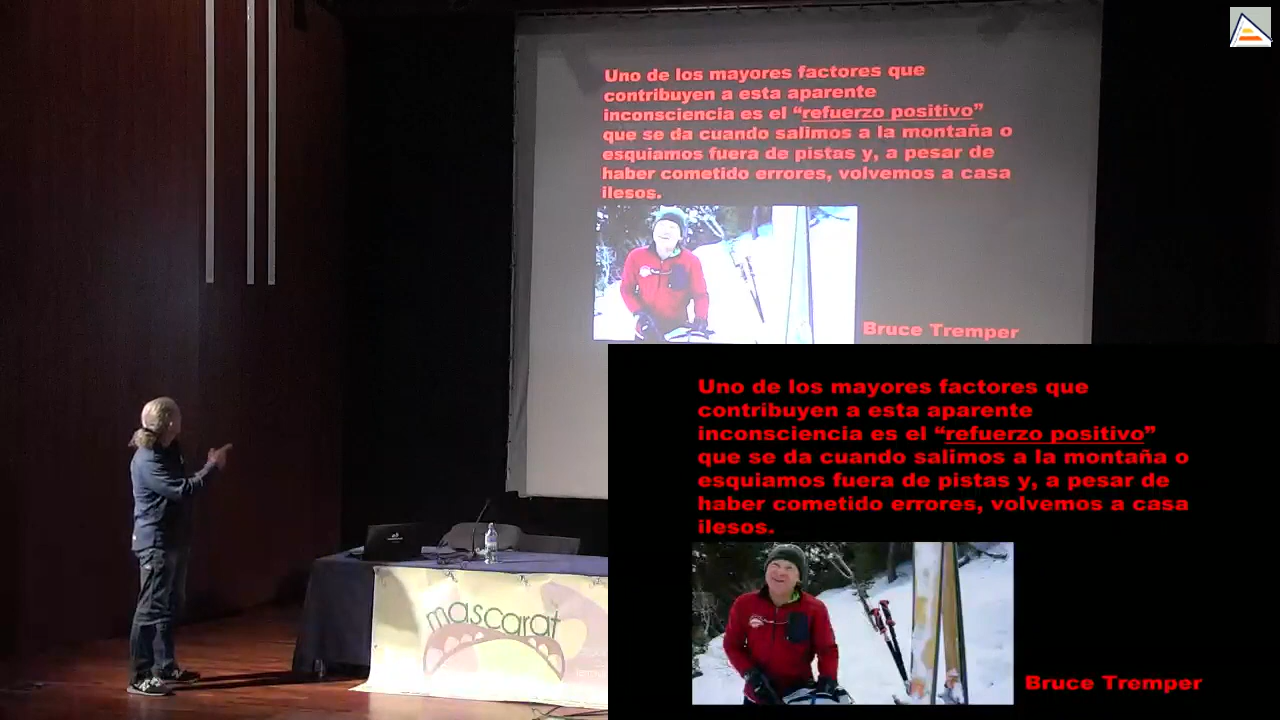 Uno de los mayores factores que
contribuyen a esta aparente
inconsciencia es el “refuerzo positivo”
que se da cuando salimos a la montaña o
esquiamos fuera de pistas y, a pesar de
haber cometido errores, volvemos a casa
ilesos.
Bruce Tremper
mascarat
Uno de los mayores factores que
contribuyen a esta aparente
inconsciencia es el “refuerzo positivo”
que se da cuando salimos a la montaña o
esquiamos fuera de pistas y, a pesar de
haber cometido errores, volvemos a casa
ilesos.
Bruce Tremper